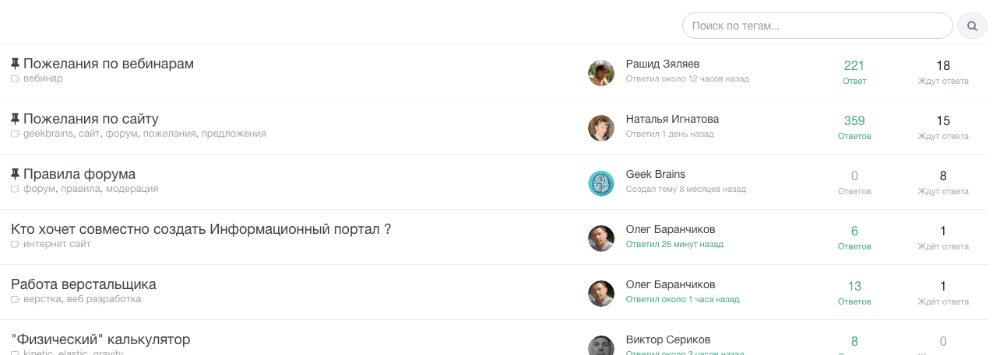 Поиск по тегам...
Пожелания по вебинарам
вебинар
Рашид Зяляев
Ответил около 12 часов назад
221
Ответ
18
Ждут ответа
Пожелания по сайту
geekbrains, сайт, форум, пожелания, предложения
Наталья Игнатова
Ответил 1 день назад
359
Ответов
15
Ждут ответа
Правила форума
форум, правила, модерация
Geek Brains
Создал тему 8 месяцев назад
0
Ответов
8
Ждут ответа
Кто хочет совместно создать Информационный портал ?
интернет сайт
Олег Баранчиков
Ответил 26 минут назад
6
Ответов
1
Ждёт ответа
Работа верстальщика
верстка, веб разработка
Олег Баранчиков
Ответил около 1 часа назад
13
Ответов
1
Ждёт ответа
"Физический" калькулятор
kinetic, elastic, gravity
Виктор Сериков
Ответил около 3 часов назад
8
0